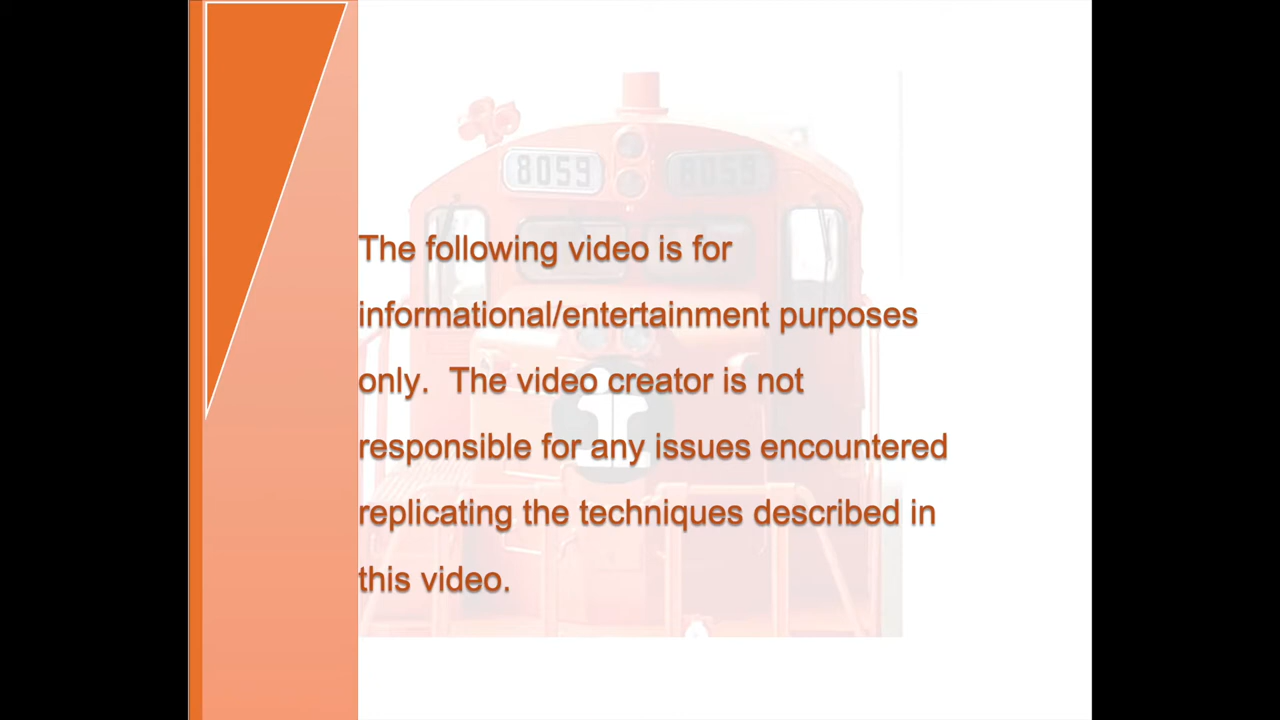 8059 8059
The following video is for
informational/entertainment purposes
only.  The video creator is not
responsible for any issues encountered
replicating the techniques described in
this video.